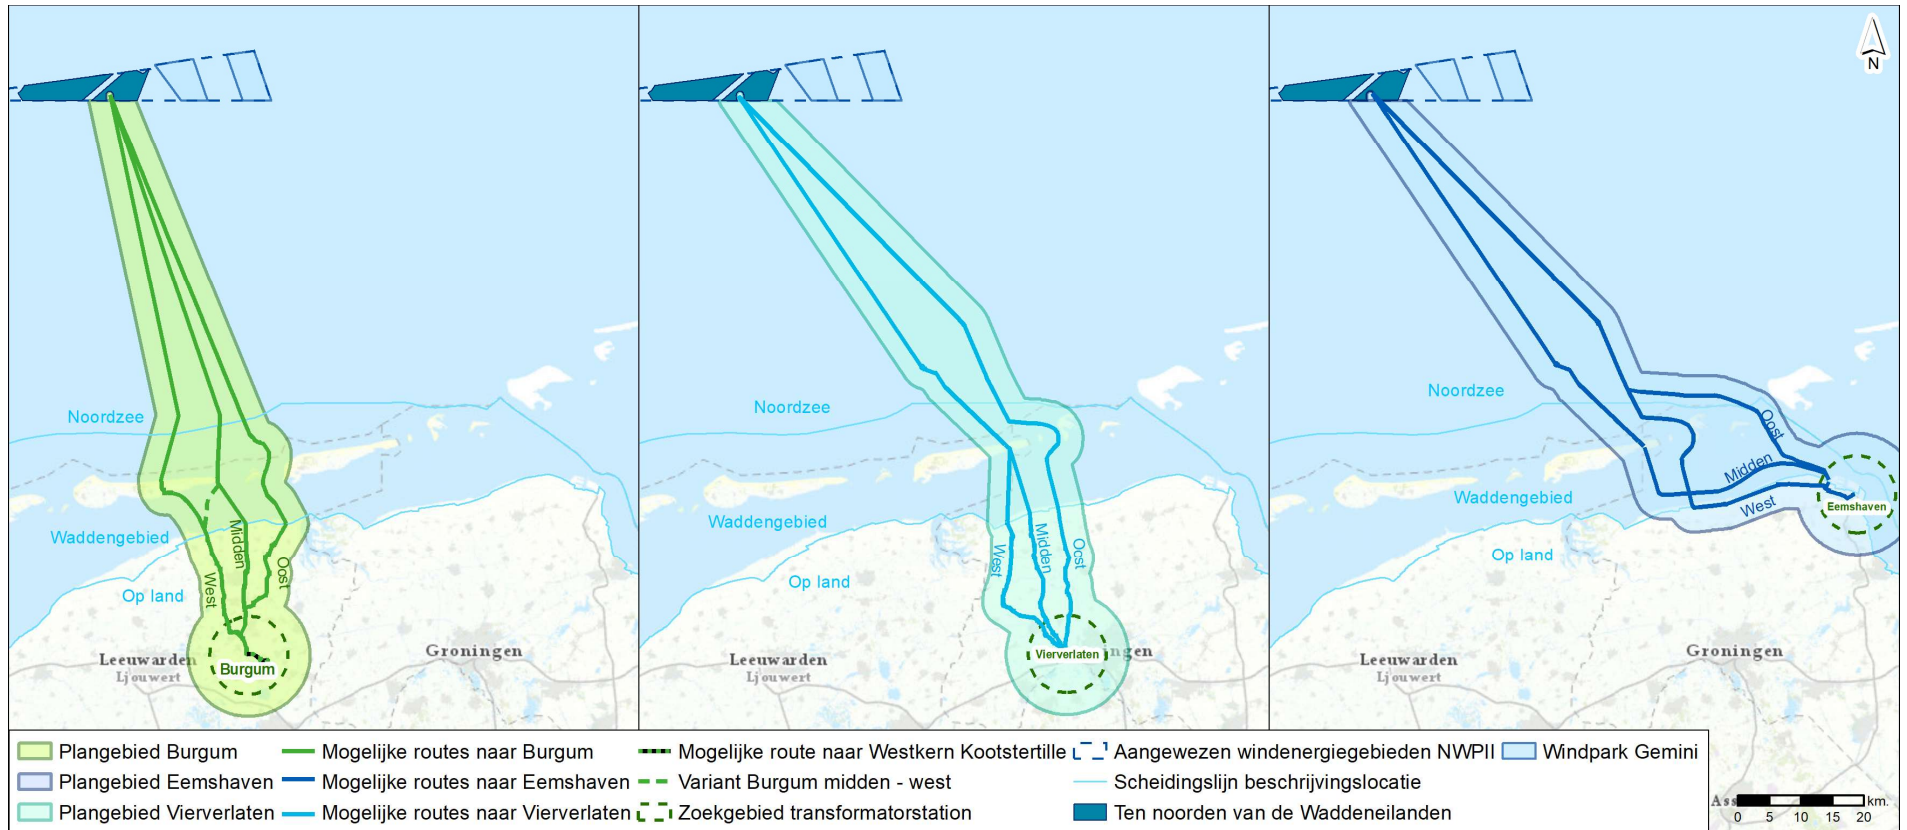 N
Noordzee
Waddengebied
Op land
West
Midden
Oost
Leeuwarden
Ljouwert
Groningen
Burgum
Noordzee
Waddengebied
Op land
West
Midden
Oost
Leeuwarden
Ljouwert
Vierverlaten
ngen
Noordzee
Waddengebied
Op land
Oost
Midden
West
Eemshaven
Leeuwarden
Ljouwert
Groningen
Plangebied Burgum
Mogelijke routes naar Burgum
Mogelijke route naar Westkern Kootstertille
Aangewezen windenergiegebieden NWPII
Windpark Gemini
Plangebied Eemshaven
Mogelijke routes naar Eemshaven
Variant Burgum midden - west
Scheidingslijn beschrijvingslocatie
Plangebied Vierverlaten
Mogelijke routes naar Vierverlaten
Zoekgebied transformatorstation
Ten noorden van de Waddeneilanden
Ass
km.
0 5 10 15 20